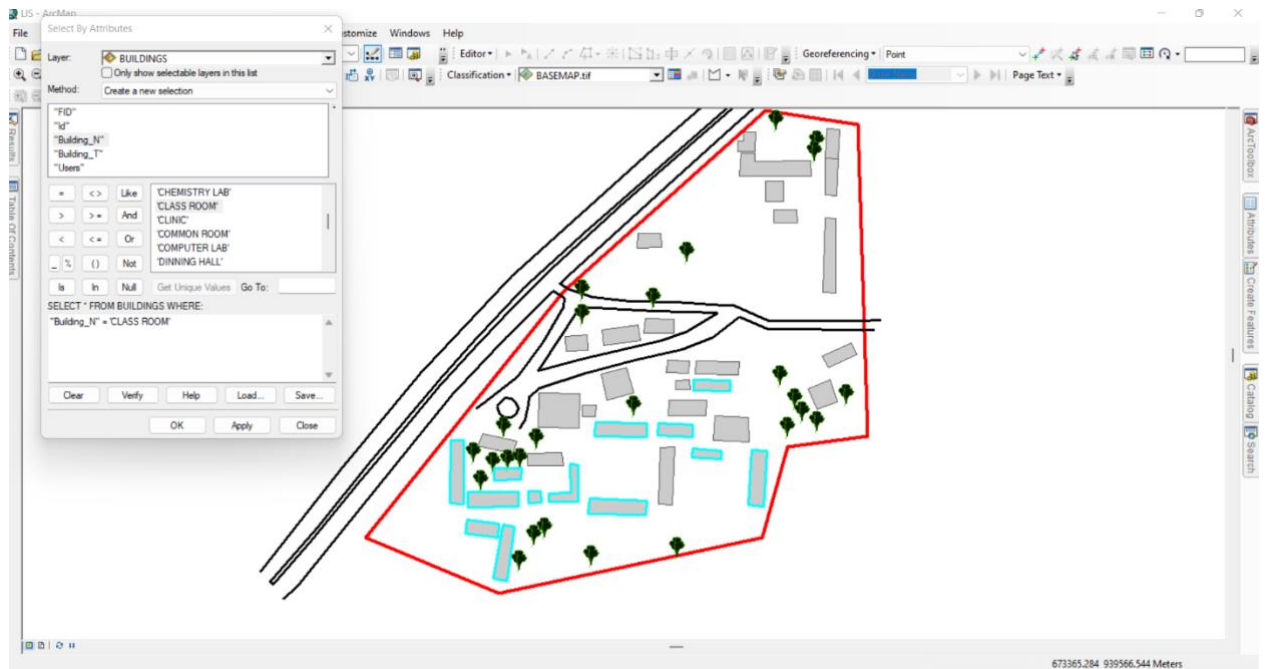 LIS - ArcMap
File
Customize Windows Help
Select By Attributes
Layer: BUILDINGS
Only show selectable layers in this list
Method: Create a new selection
"FID"
"Id"
"Building_N"
"Building_T"
"Users"
= <> Like
> >= And
< <= Or
_ % () Not
Is In Null
'CHEMISTRY LAB'
'CLASS ROOM'
'CLINIC'
'COMMON ROOM'
'COMPUTER LAB'
'DINNING HALL'
Get Unique Values Go To:
SELECT * FROM BUILDINGS WHERE:
"Building_N" = 'CLASS ROOM'
Clear Verify Help Load... Save...
OK Apply Close
Editor Georeferencing Point
Classification BASEMAP.tif Page Text
Results
Table Of Contents
ArcToolbox
Attributes
Create Features
Catalog
Search
673365.284 939566.544 Meters